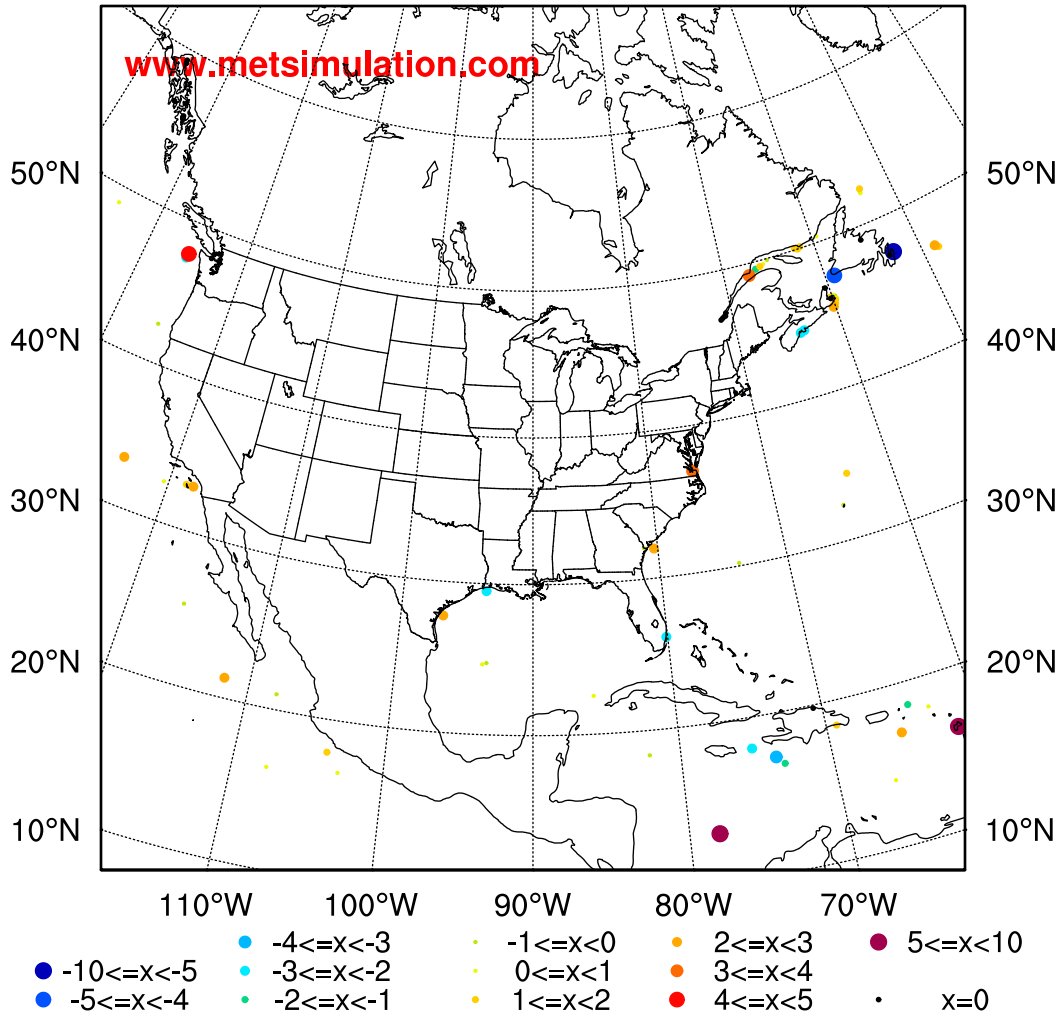 www.metsimulation.com
50°N 50°N
40°N 40°N
30°N 30°N
20°N 20°N
10°N 10°N
110°W 100°W 90°W 80°W 70°W
-4<=x<-3 -1<=x<0 2<=x<3 5<=x<10
-10<=x<-5 -3<=x<-2 0<=x<1 3<=x<4
-5<=x<-4 -2<=x<-1 1<=x<2 4<=x<5 x=0